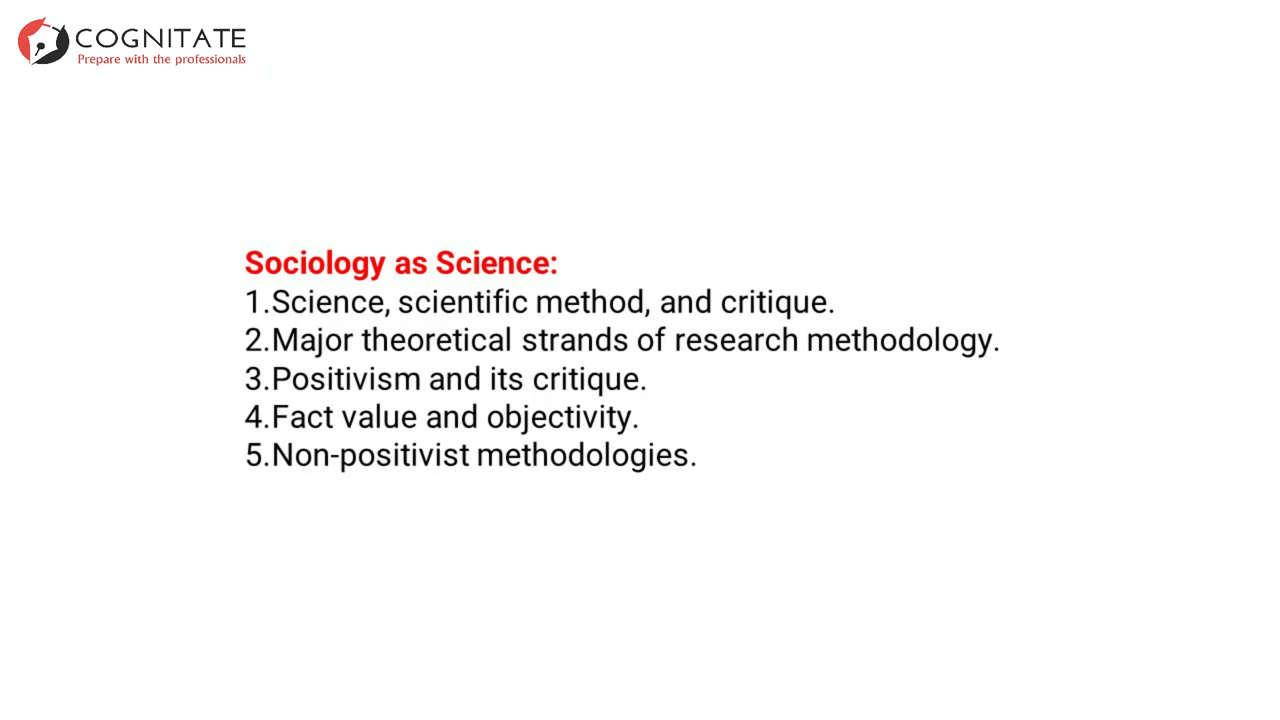 COGNITATE
Prepare with the professionals
Sociology as Science:
1.Science, scientific method, and critique.
2.Major theoretical strands of research methodology.
3.Positivism and its critique.
4.Fact value and objectivity.
5.Non-positivist methodologies.